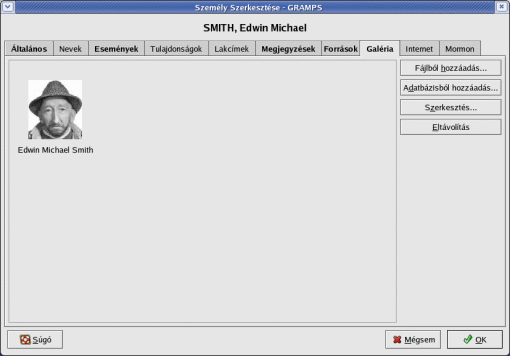 Személy Szerkesztése - GRAMPS
SMITH, Edwin Michael
Általános Nevek Események Tulajdonságok Lakcímek Megjegyzések Források Galéria Internet Mormon
Fájlból hozzáadás...
Adatbázisból hozzáadás...
Szerkesztés...
Eltávolítás
Edwin Michael Smith
Súgó Mégsem OK